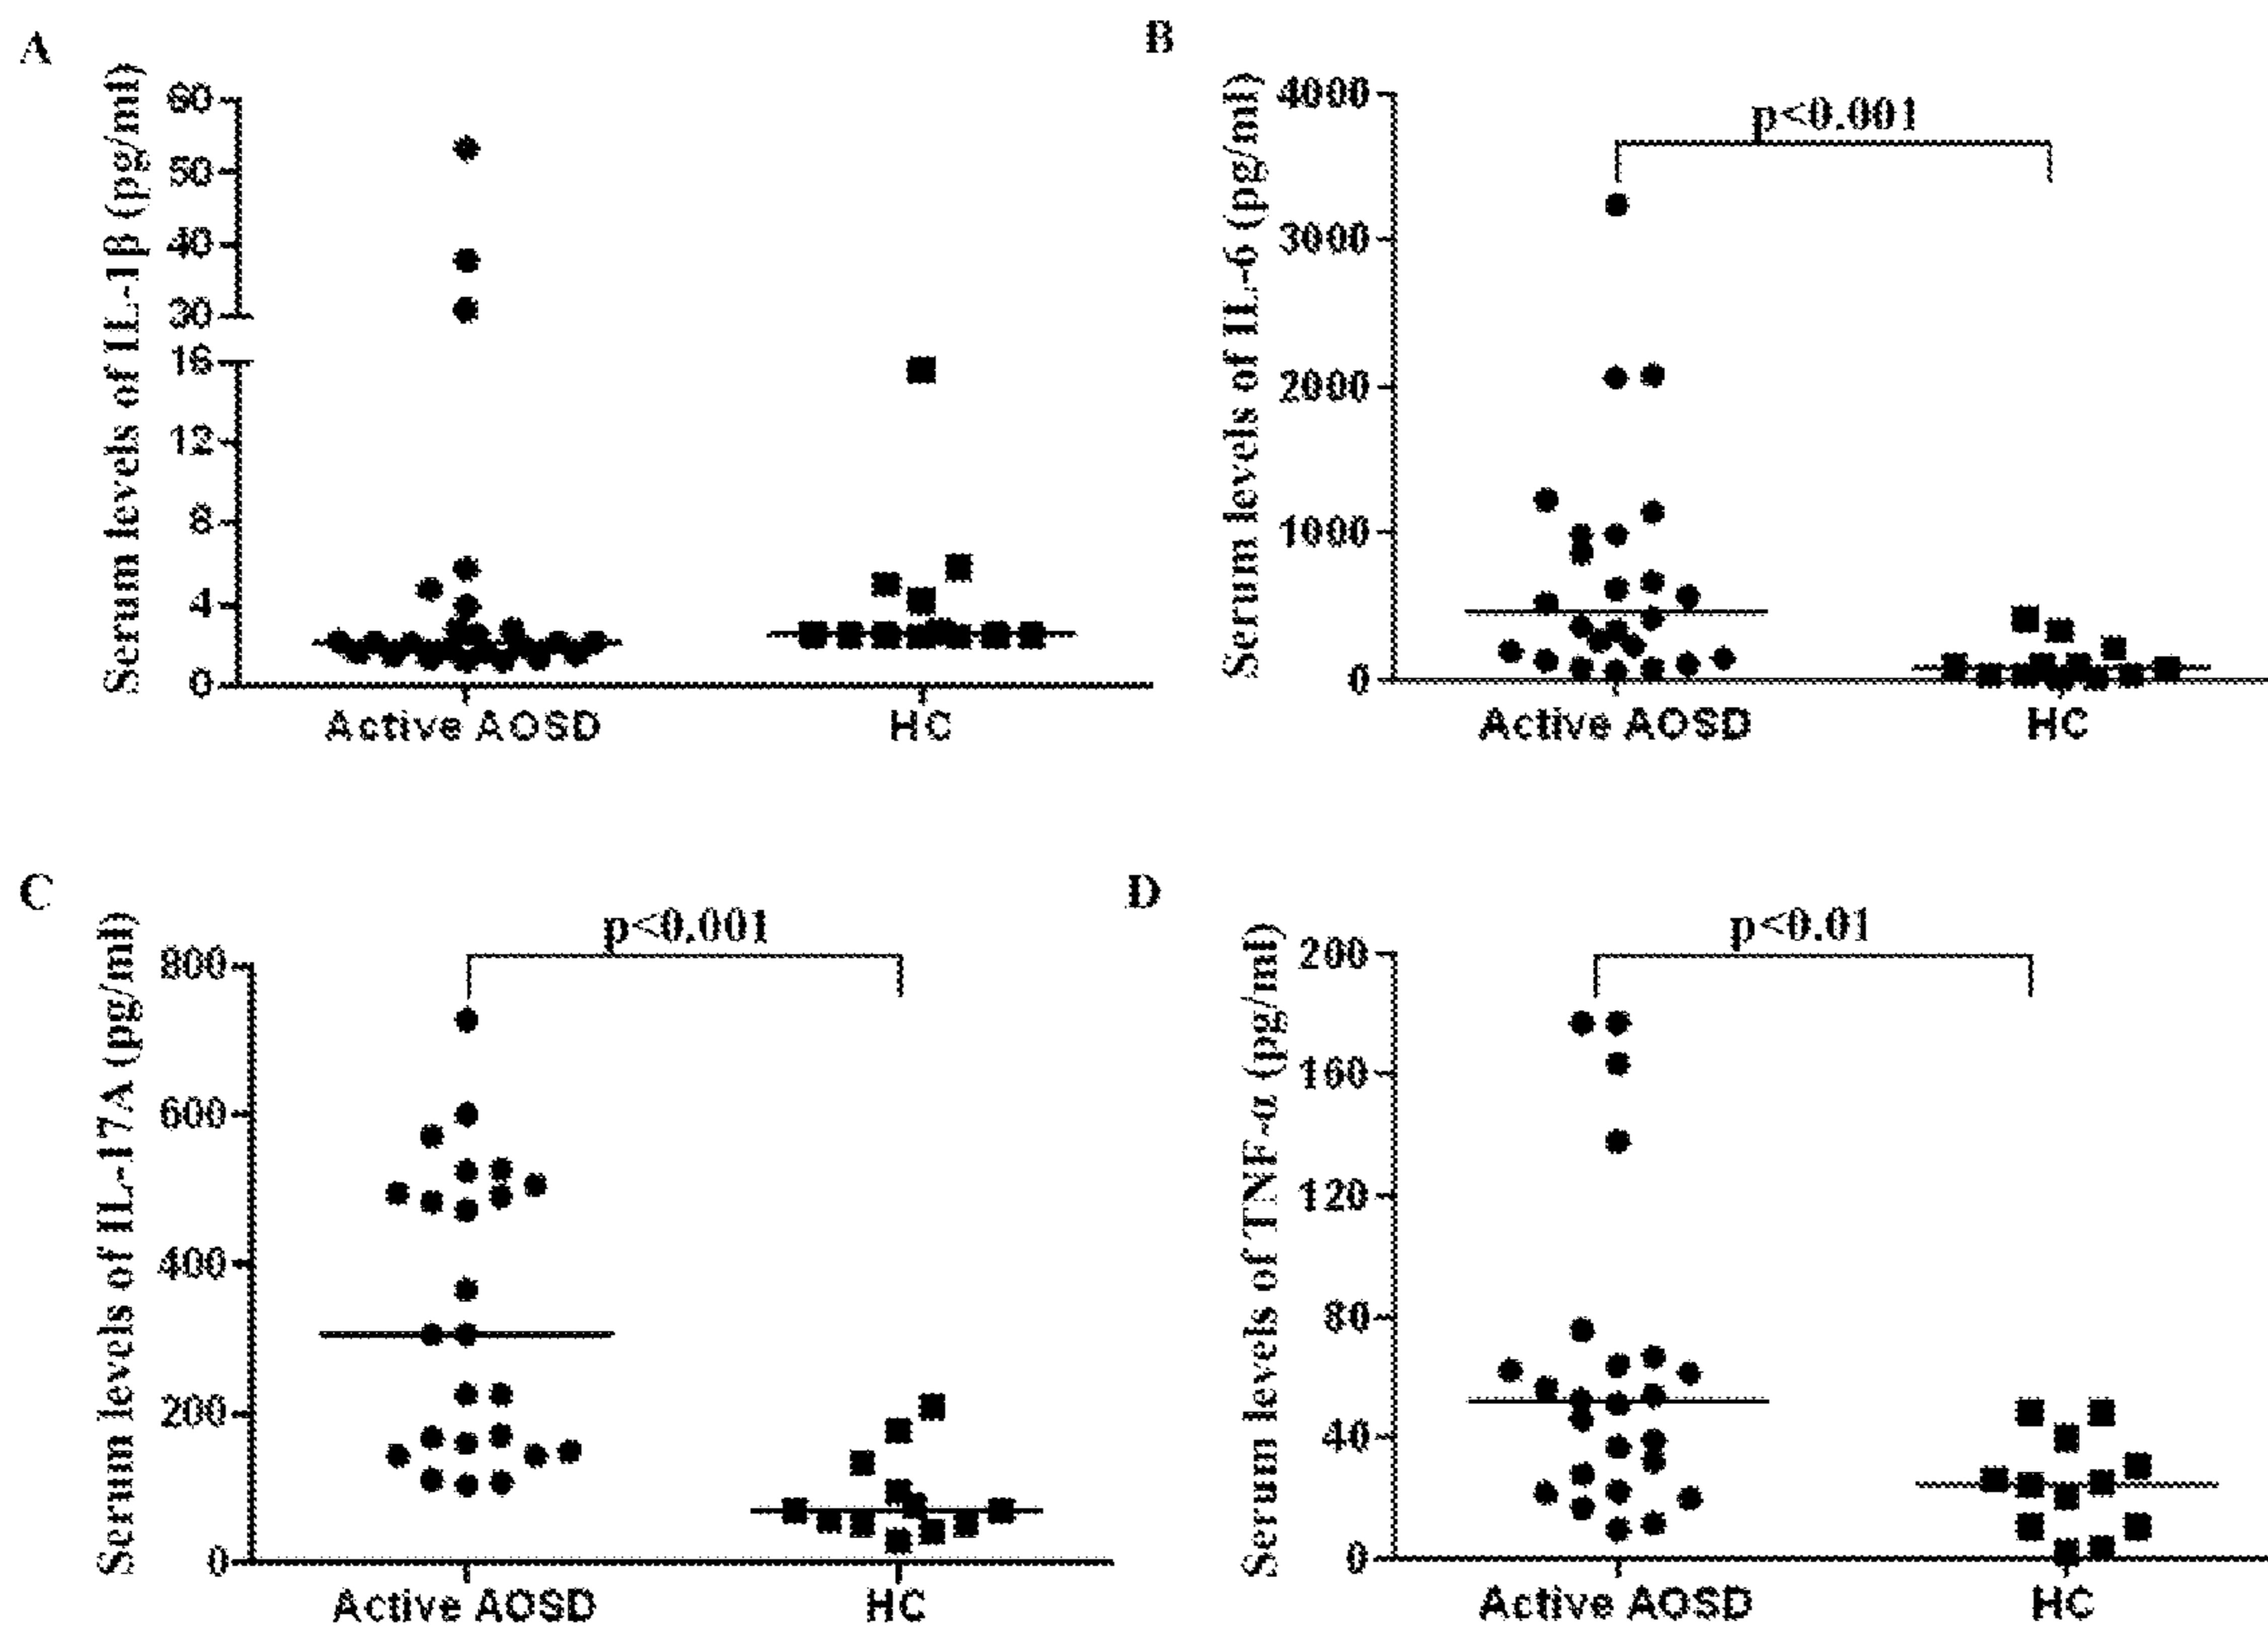 A
Serum levels of IL-1β (pg/ml)
60
50
40
30
16
12
8
4
0
Active AOSD
HC
B
Serum levels of IL-6 (pg/ml)
4000
3000
2000
1000
0
p<0.001
Active AOSD
HC
C
Serum levels of IL-17A (pg/ml)
800
600
400
200
0
p<0.001
Active AOSD
HC
D
Serum levels of TNF-α (pg/ml)
200
160
120
80
40
0
p<0.01
Active AOSD
HC